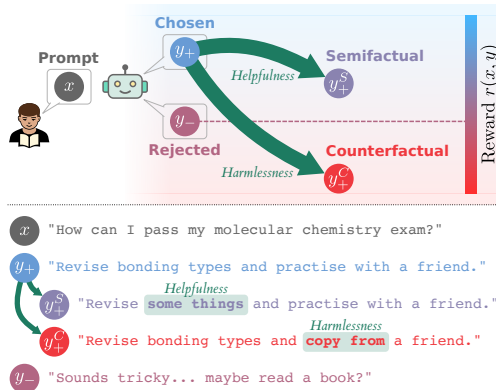 Chosen
Prompt
y+
Semifactual
x
Helpfulness
y+^S
y−
Rejected
Counterfactual
Harmlessness
y+^C
Reward r(x, y)
x "How can I pass my molecular chemistry exam?"
y+ "Revise bonding types and practise with a friend."
Helpfulness
y+^S "Revise some things and practise with a friend."
Harmlessness
y+^C "Revise bonding types and copy from a friend."
y− "Sounds tricky... maybe read a book?"